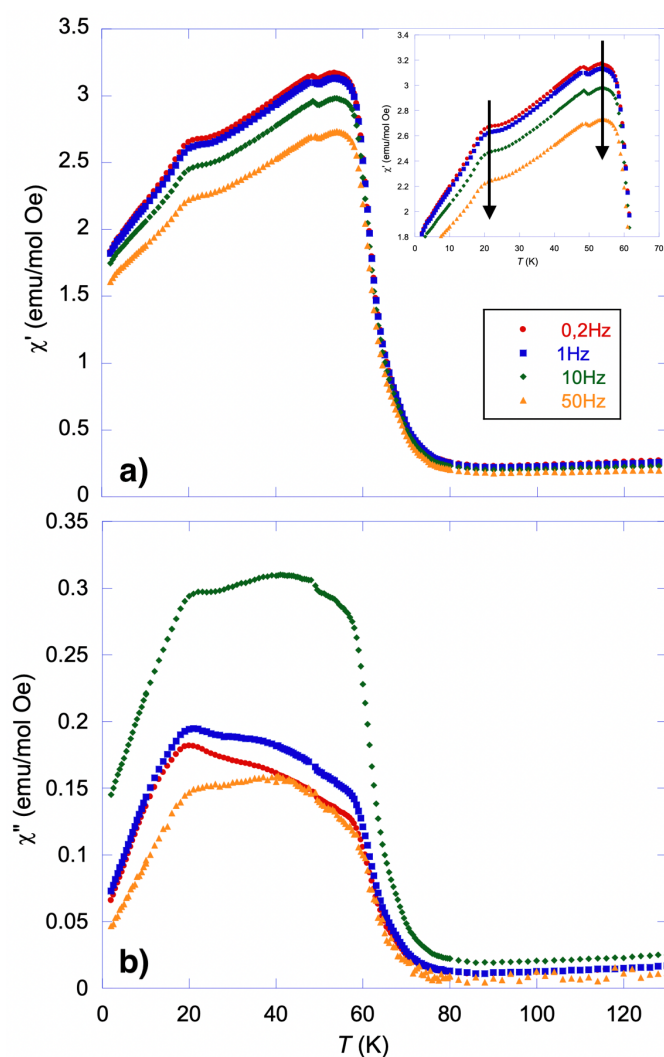 3.5
3
2.5
2
1.5
1
0.5
0
χ' (emu/mol Oe)
a)
3.4
3.2
3.0
2.8
2.6
2.4
2.2
2.0
1.8
χ' (emu/mol Oe)
0 10 20 30 40 50 60 70
T (K)
0,2Hz
1Hz
10Hz
50Hz
0.35
0.3
0.25
0.2
0.15
0.1
0.05
0
χ" (emu/mol Oe)
b)
0 20 40 60 80 100 120
T (K)